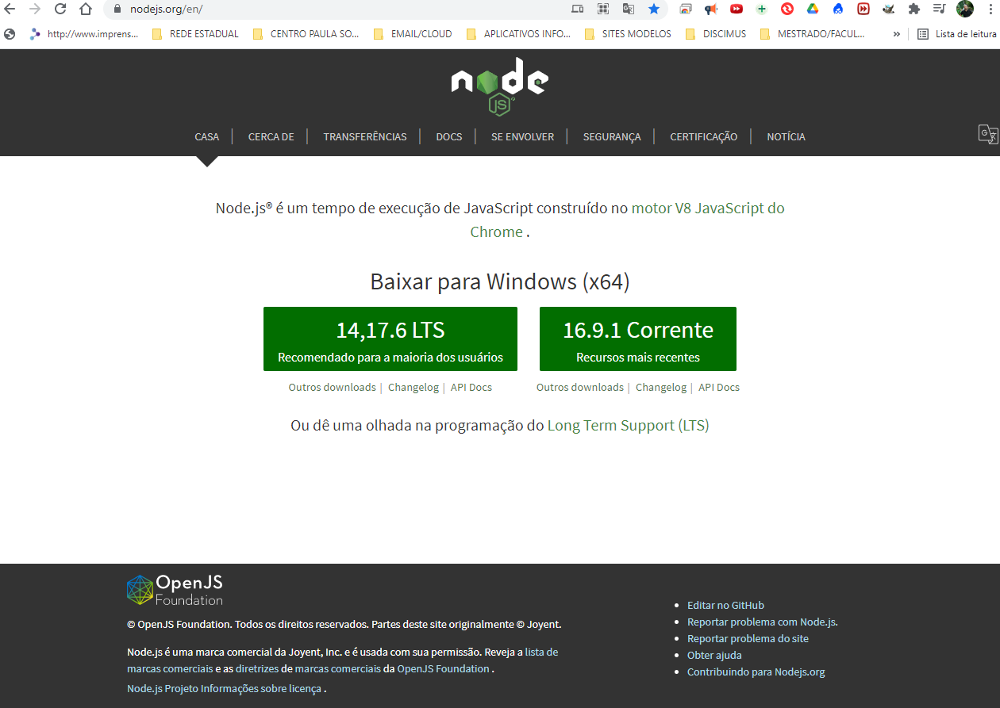 nodejs.org/en/
http://www.imprens...
REDE ESTADUAL
CENTRO PAULA SO...
EMAIL/CLOUD
APLICATIVOS INFO...
SITES MODELOS
DISCIMUS
MESTRADO/FACUL...
»
Lista de leitura
node
JS
CASA
CERCA DE
TRANSFERÊNCIAS
DOCS
SE ENVOLVER
SEGURANÇA
CERTIFICAÇÃO
NOTÍCIA
Node.js® é um tempo de execução de JavaScript construído no motor V8 JavaScript do
Chrome .
Baixar para Windows (x64)
14,17.6 LTS
Recomendado para a maioria dos usuários
16.9.1 Corrente
Recursos mais recentes
Outros downloads | Changelog | API Docs
Outros downloads | Changelog | API Docs
Ou dê uma olhada na programação do Long Term Support (LTS)
OpenJS
Foundation
© OpenJS Foundation. Todos os direitos reservados. Partes deste site originalmente © Joyent.
Node.js é uma marca comercial da Joyent, Inc. e é usada com sua permissão. Reveja a lista de
marcas comerciais e as diretrizes de marcas comerciais da OpenJS Foundation .
Node.js Projeto Informações sobre licença .
Editar no GitHub
Reportar problema com Node.js.
Reportar problema do site
Obter ajuda
Contribuindo para Nodejs.org